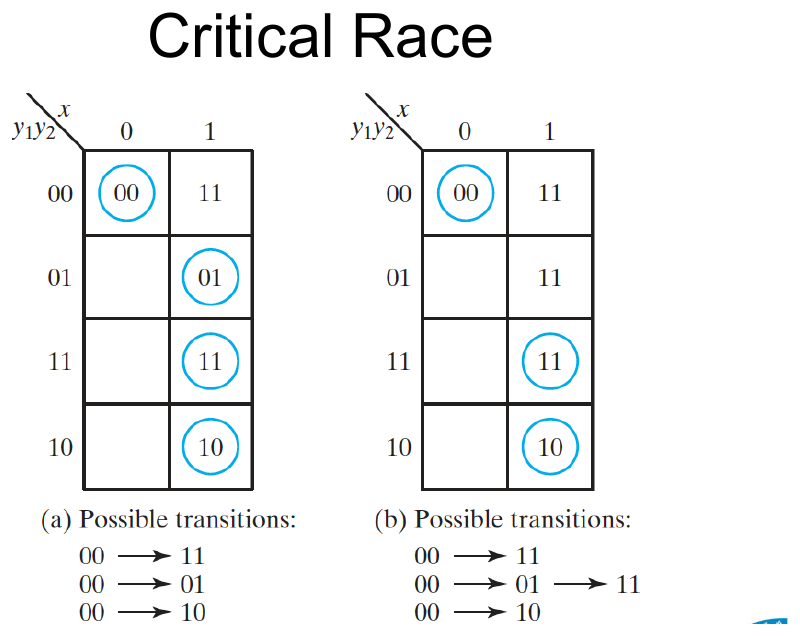 Critical Race
x
y₁y₂ 0 1
00 00 11
01 01
11 11
10 10
(a) Possible transitions:
00 → 11
00 → 01
00 → 10
x
y₁y₂ 0 1
00 00 11
01 11
11 11
10 10
(b) Possible transitions:
00 → 11
00 → 01 → 11
00 → 10